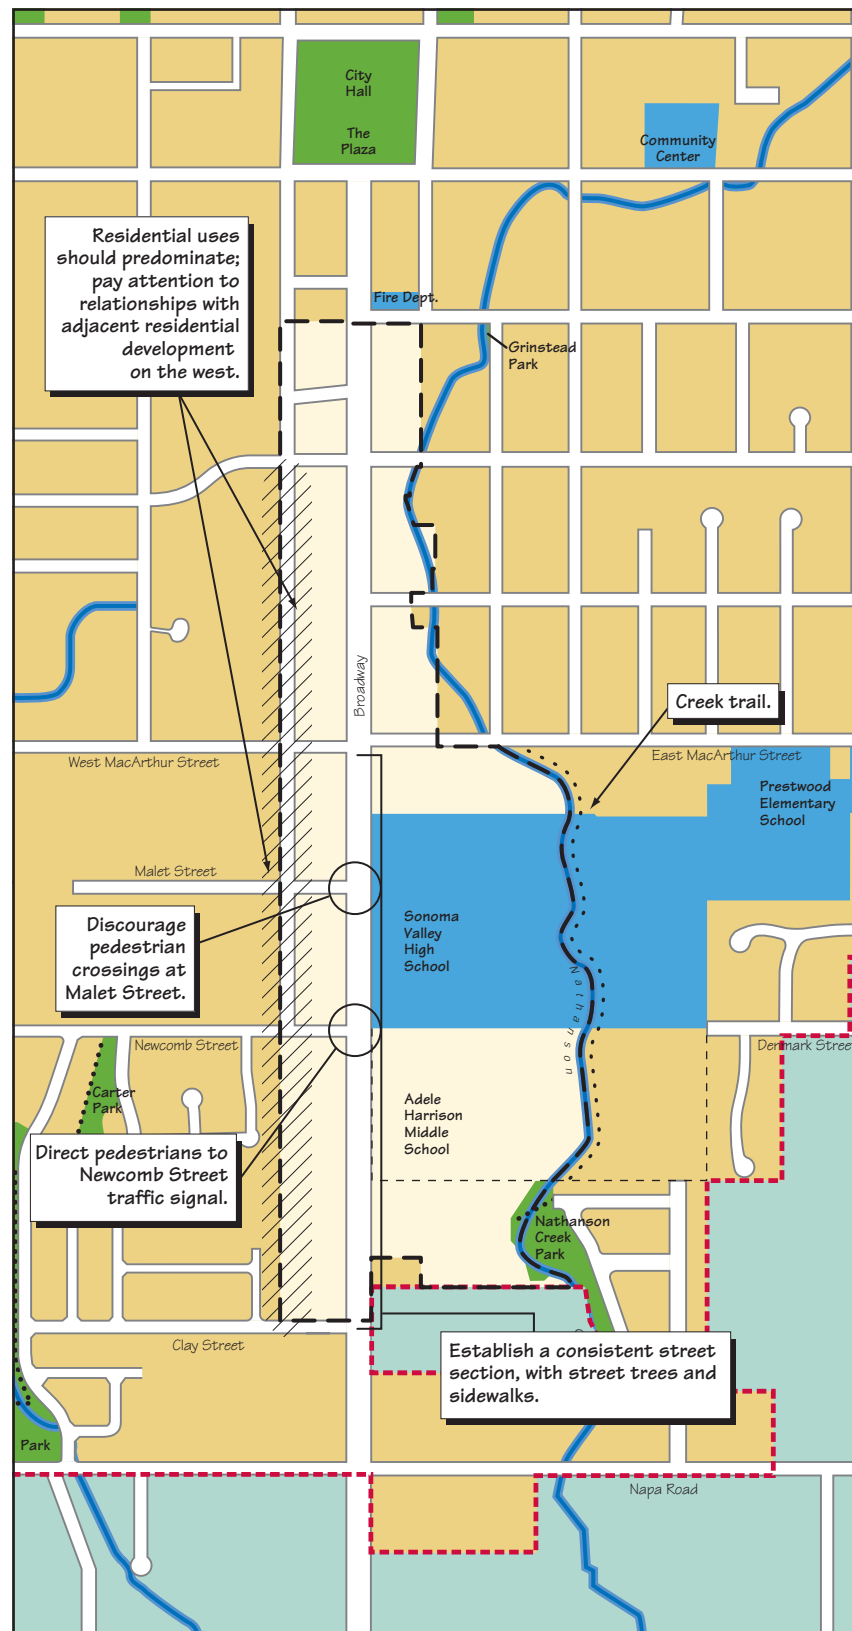 City
Hall
The
Plaza
Community
Center
Residential uses
should predominate;
pay attention to
relationships with
adjacent residential
development
on the west.
Fire Dept.
Grinstead
Park
Broadway
Creek trail.
West MacArthur Street
East MacArthur Street
Prestwood
Elementary
School
Malet Street
Discourage
pedestrian
crossings at
Malet Street.
Sonoma
Valley
High
School
Nathanson
Newcomb Street
Denmark Street
Carter
Park
Adele
Harrison
Middle
School
Direct pedestrians to
Newcomb Street
traffic signal.
Nathanson
Creek
Park
Clay Street
Establish a consistent street
section, with street trees and
sidewalks.
Park
Napa Road